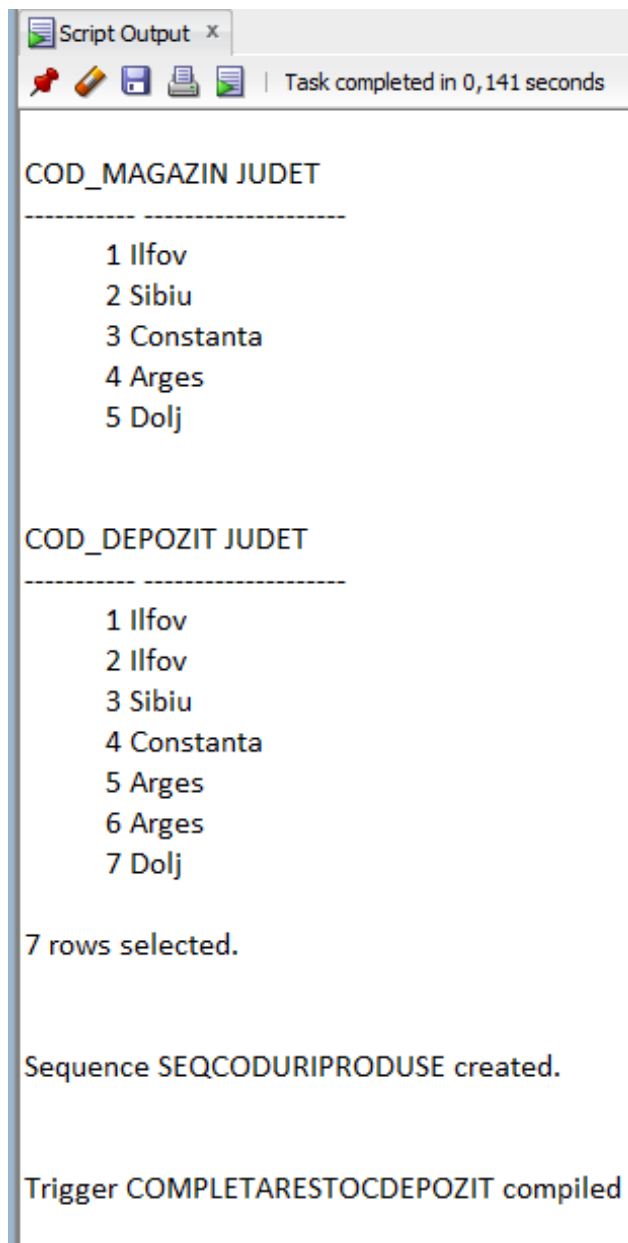 Script Output x
Task completed in 0,141 seconds
COD_MAGAZIN JUDET
----------- --------------------
1 Ilfov
2 Sibiu
3 Constanta
4 Arges
5 Dolj
COD_DEPOZIT JUDET
----------- --------------------
1 Ilfov
2 Ilfov
3 Sibiu
4 Constanta
5 Arges
6 Arges
7 Dolj
7 rows selected.
Sequence SEQCODURIPRODUSE created.
Trigger COMPLETARESTOCDEPOZIT compiled